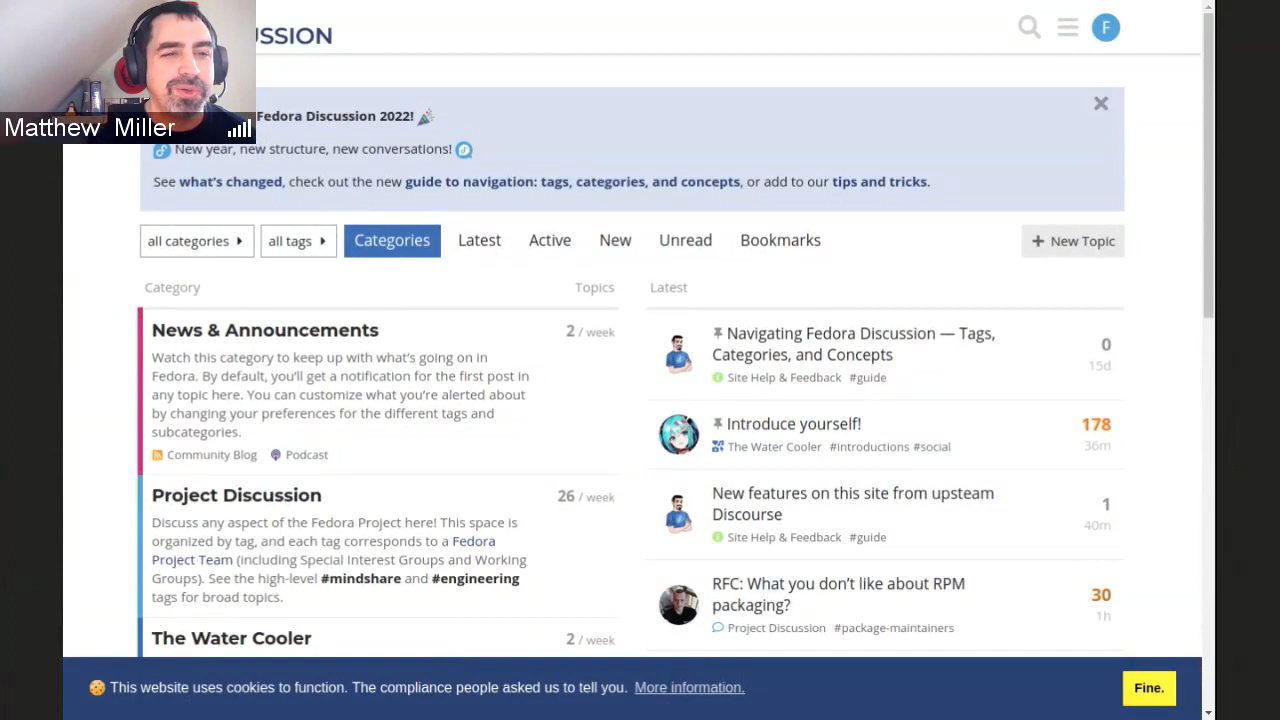 SSION
F
Matthew Miller
Fedora Discussion 2022!
New year, new structure, new conversations!
See what's changed, check out the new guide to navigation: tags, categories, and concepts, or add to our tips and tricks.
all categories
all tags
Categories
Latest
Active
New
Unread
Bookmarks
+ New Topic
Category
Topics
News & Announcements
2 / week
Watch this category to keep up with what's going on in
Fedora. By default, you'll get a notification for the first post in
any topic here. You can customize what you're alerted about
by changing your preferences for the different tags and
subcategories.
Community Blog
Podcast
Project Discussion
26 / week
Discuss any aspect of the Fedora Project here! This space is
organized by tag, and each tag corresponds to a Fedora
Project Team (including Special Interest Groups and Working
Groups). See the high-level #mindshare and #engineering
tags for broad topics.
The Water Cooler
2 / week
Latest
Navigating Fedora Discussion — Tags,
Categories, and Concepts
0
Site Help & Feedback #guide
15d
Introduce yourself!
178
The Water Cooler #introductions #social
36m
New features on this site from upsteam
Discourse
1
Site Help & Feedback #guide
40m
RFC: What you don't like about RPM
packaging?
30
Project Discussion #package-maintainers
1h
This website uses cookies to function. The compliance people asked us to tell you. More information.
Fine.